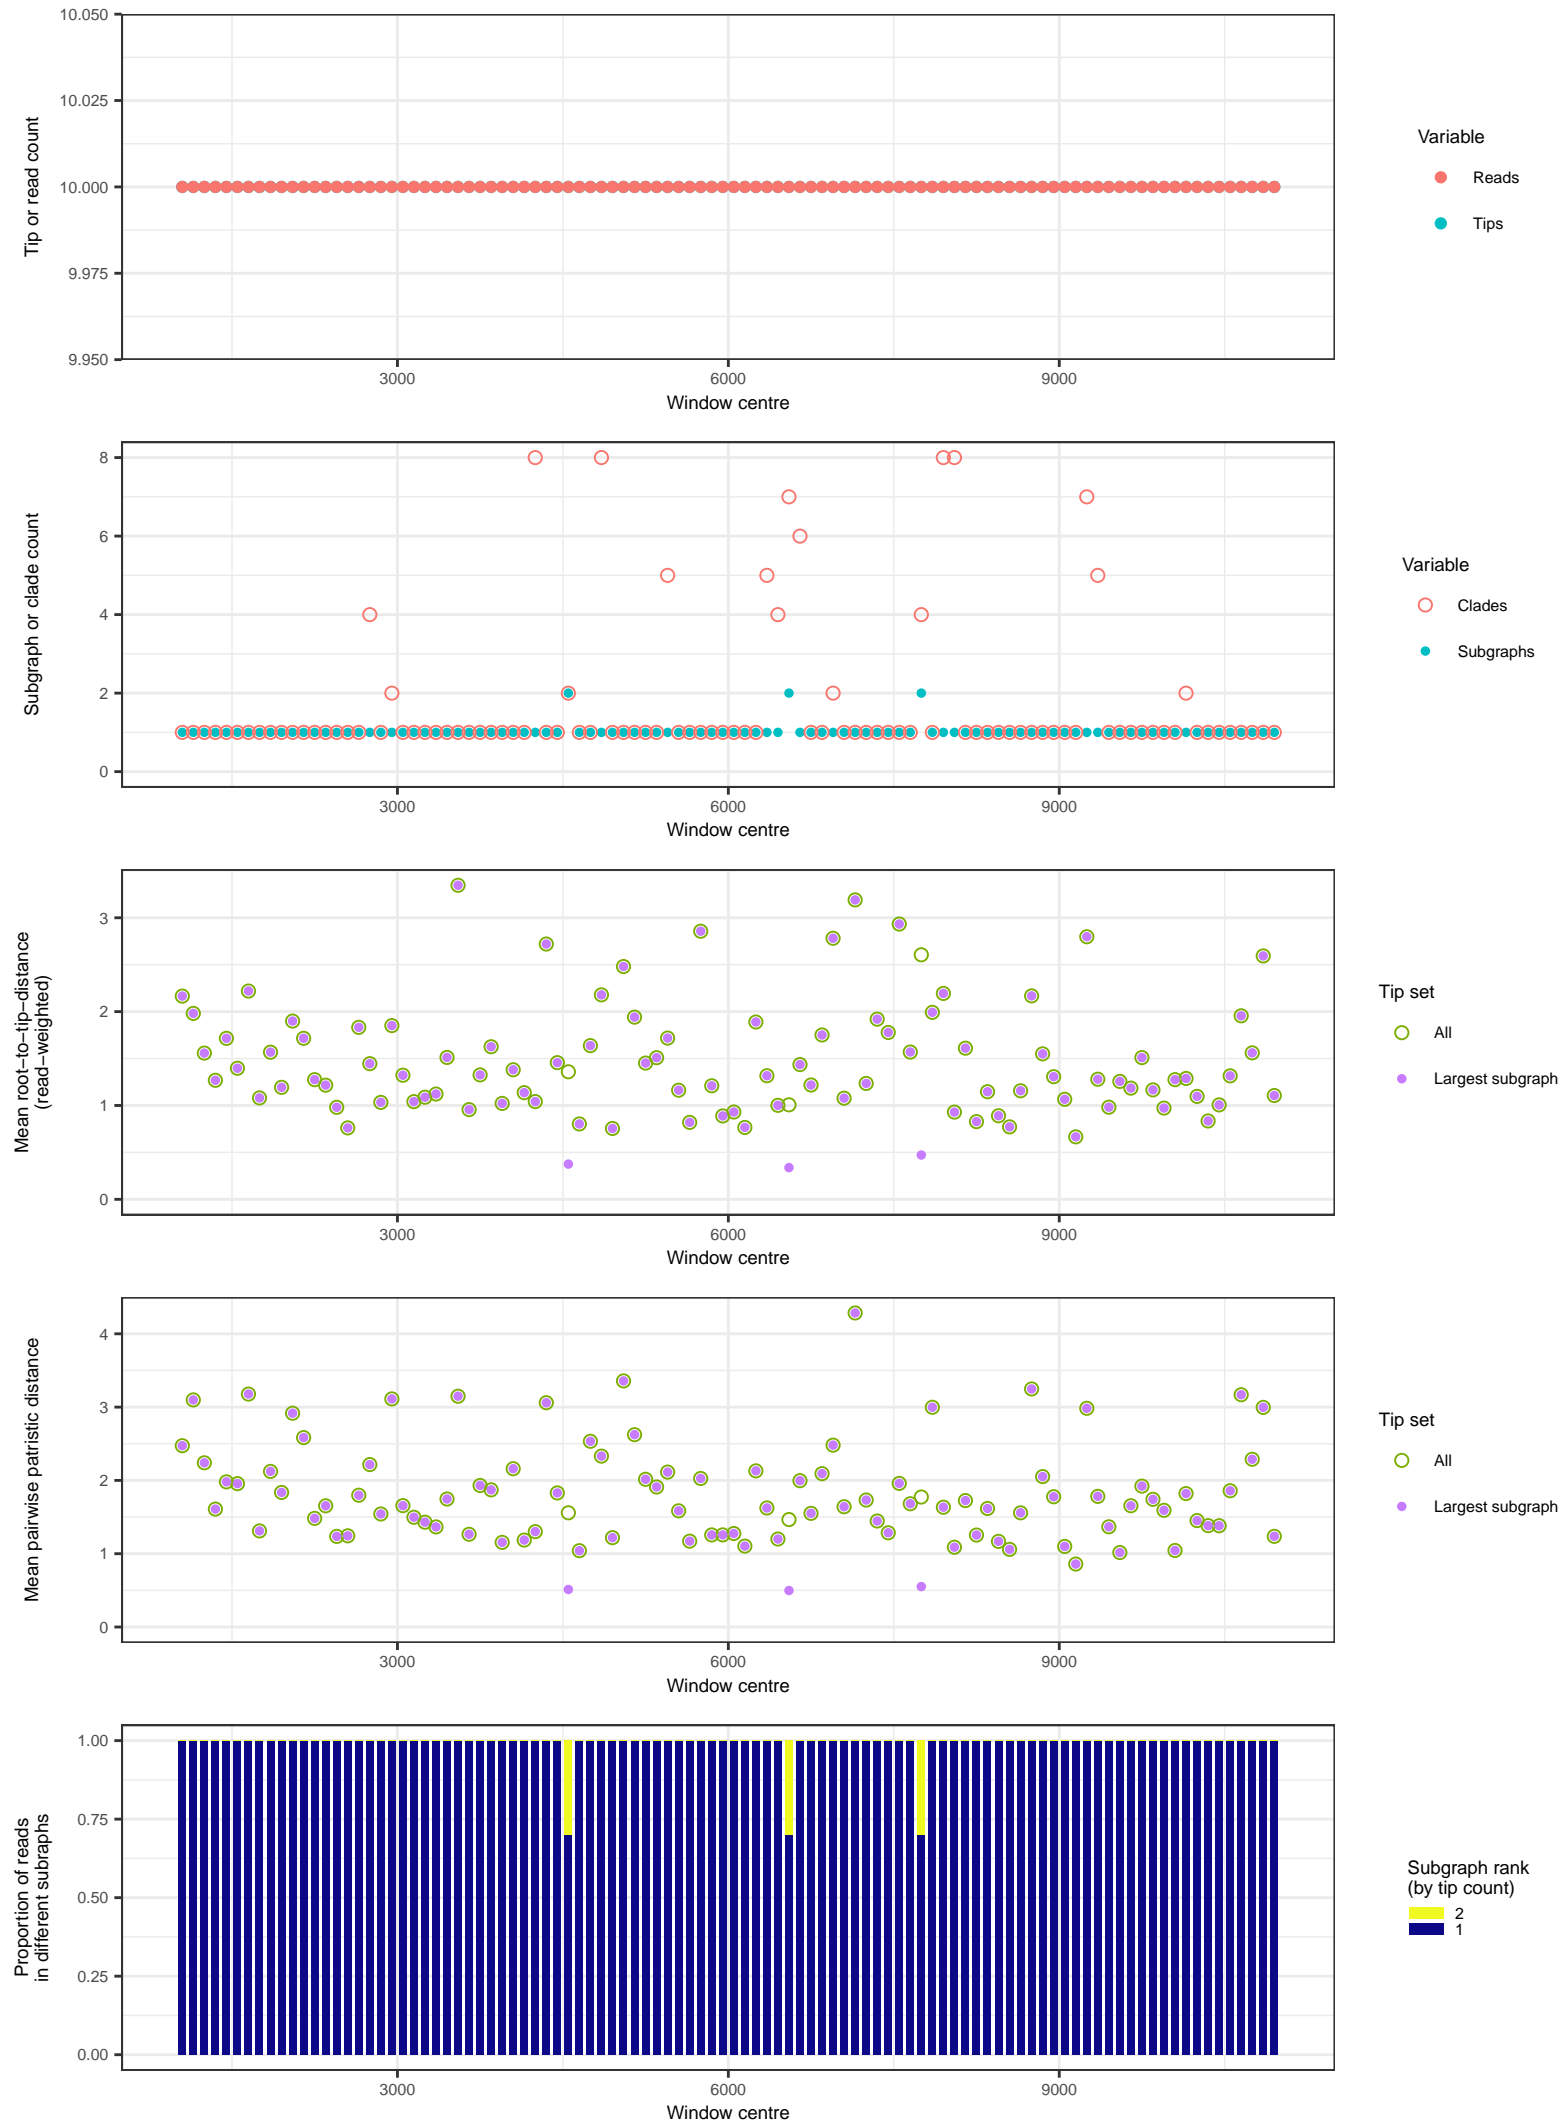 10.050
10.025
10.000
9.975
9.950
Tip or read count
3000
6000
9000
Window centre
Variable
Reads
Tips
8
6
4
2
0
Subgraph or clade count
3000
6000
9000
Window centre
Variable
Clades
Subgraphs
3
2
1
0
Mean root−to−tip−distance
(read−weighted)
3000
6000
9000
Window centre
Tip set
All
Largest subgraph
4
3
2
1
0
Mean pairwise patristic distance
3000
6000
9000
Window centre
Tip set
All
Largest subgraph
1.00
0.75
0.50
0.25
0.00
Proportion of reads
in different subraphs
3000
6000
9000
Window centre
Subgraph rank
(by tip count)
2
1